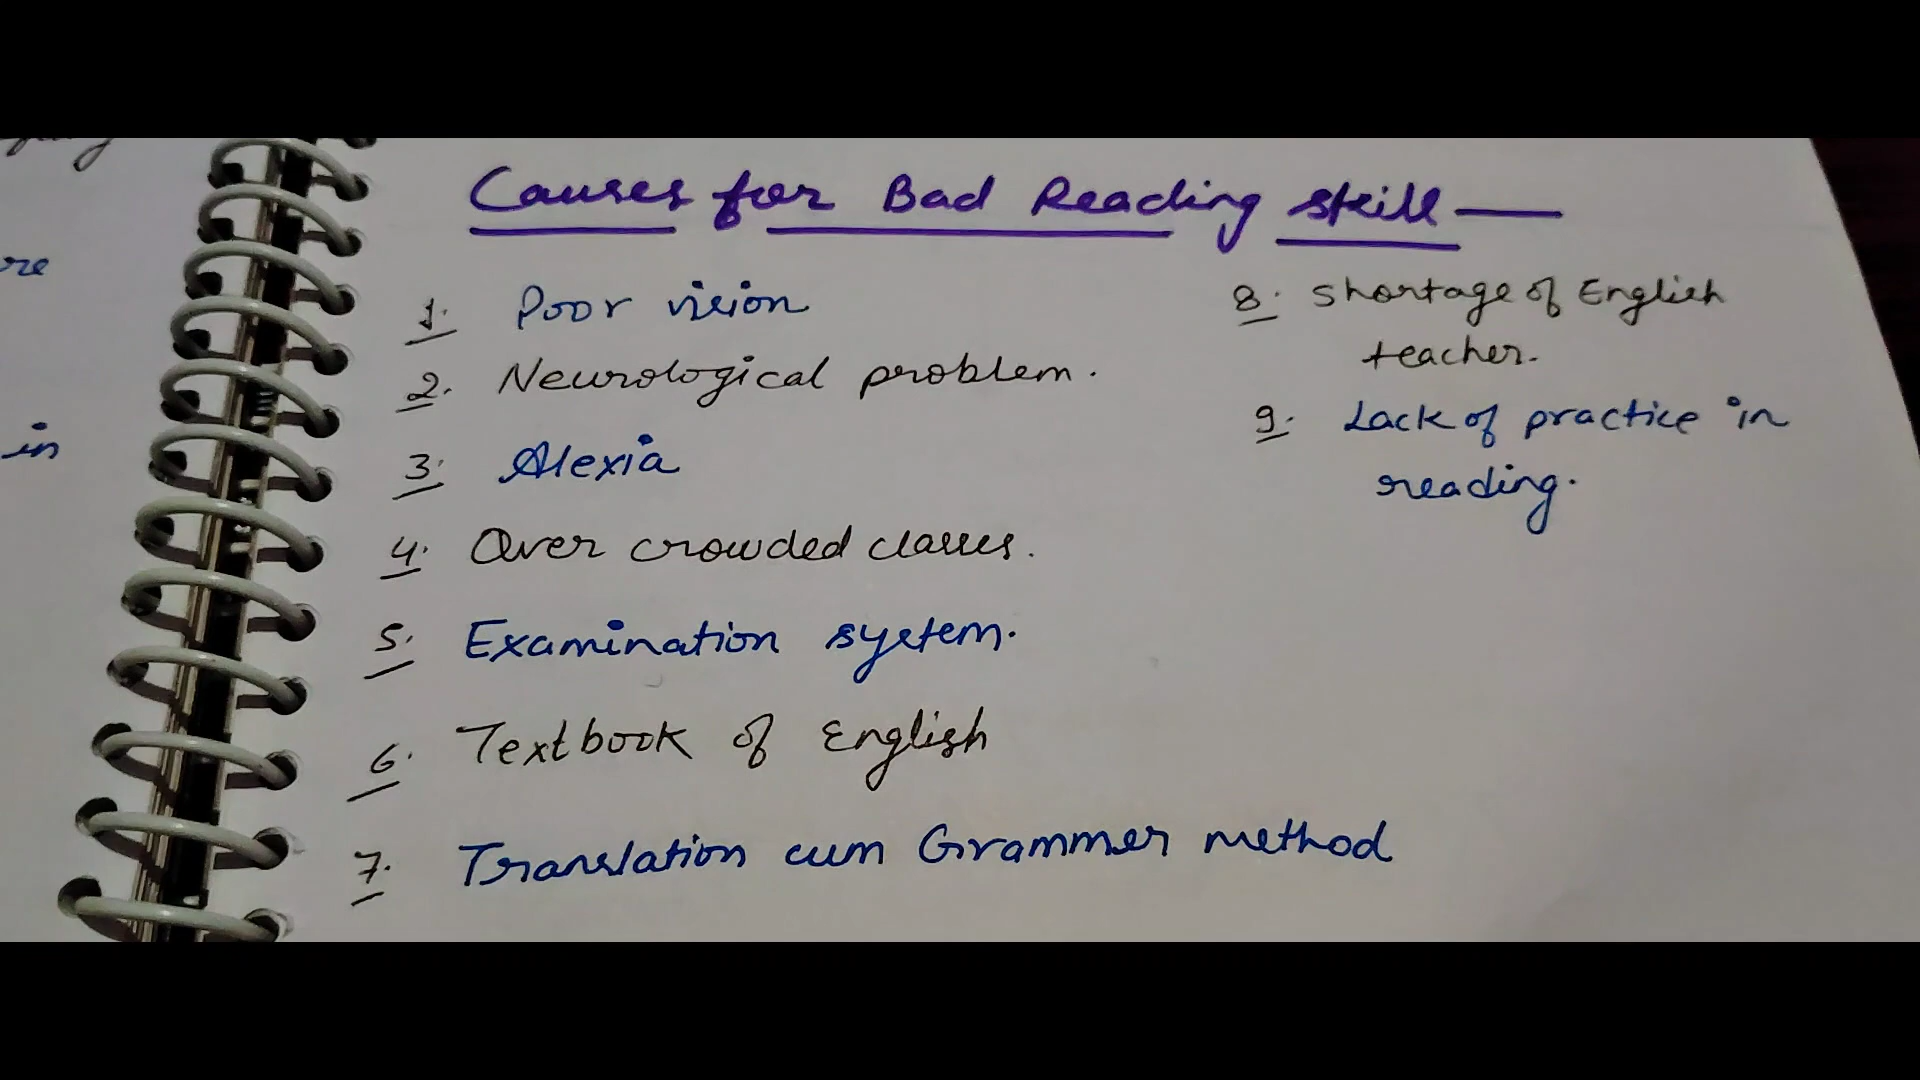 re
in
Causes for Bad Reading skill —
1. Poor vision
2. Neurological problem.
3. Alexia
4. Over crowded classes.
5. Examination system.
6. Textbook of English
7. Translation cum Grammer method
8. Shortage of English
teacher.
9. Lack of practice in
reading.